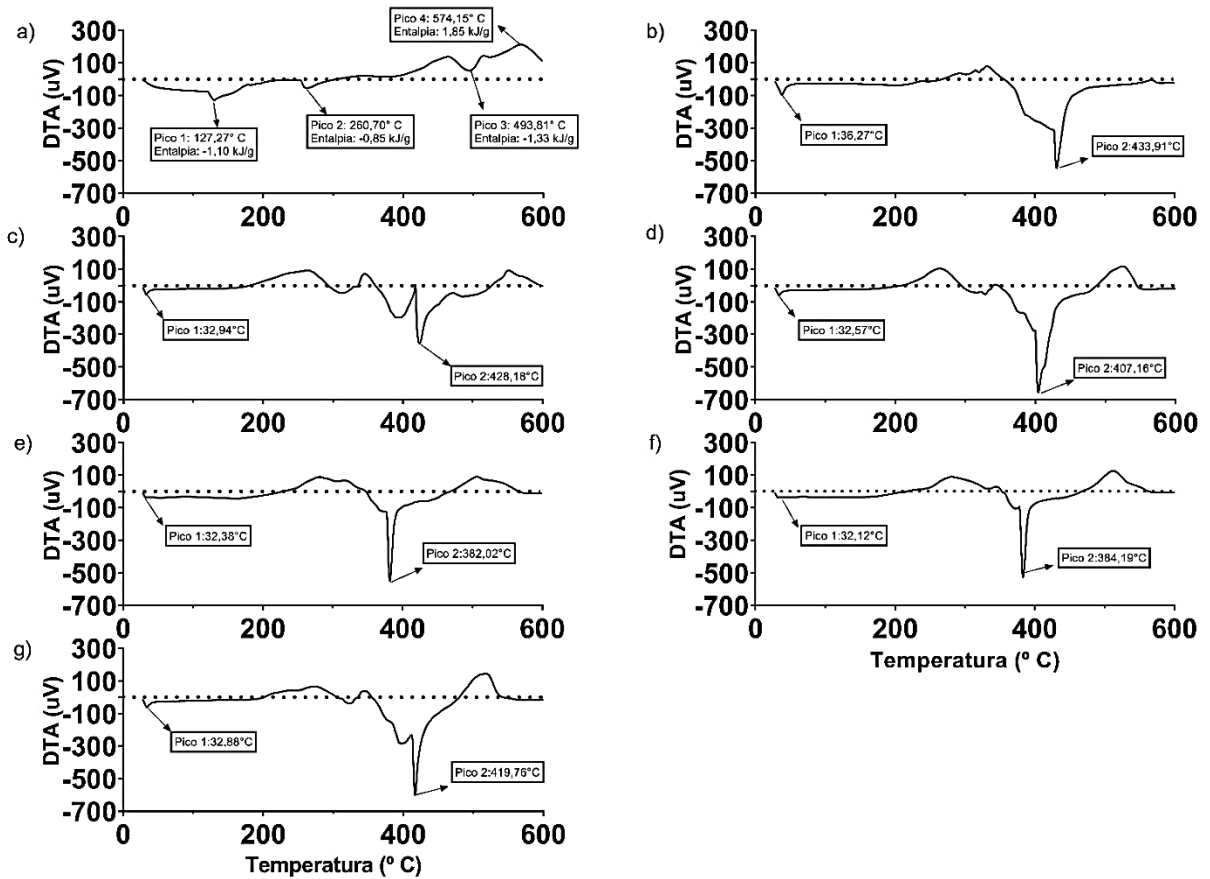 a)
DTA (uV)
300
100
-100
-300
-500
-700
0
200
400
600
Pico 4: 574,15° C
Entalpia: 1,85 kJ/g
Pico 1: 127,27° C
Entalpia: -1,10 kJ/g
Pico 2: 260,70° C
Entalpia: -0,85 kJ/g
Pico 3: 493,81° C
Entalpia: -1,33 kJ/g
b)
DTA (uV)
300
100
-100
-300
-500
-700
0
200
400
600
Pico 1:36,27°C
Pico 2:433,91°C
c)
DTA (uV)
300
100
-100
-300
-500
-700
0
200
400
600
Pico 1:32,94°C
Pico 2:428,18°C
d)
DTA (uV)
300
100
-100
-300
-500
-700
0
200
400
600
Pico 1:32,57°C
Pico 2:407,16°C
e)
DTA (uV)
300
100
-100
-300
-500
-700
0
200
400
600
Pico 1:32,38°C
Pico 2:382,02°C
f)
DTA (uV)
300
100
-100
-300
-500
-700
0
200
400
600
Pico 1:32,12°C
Pico 2:384,19°C
Temperatura (º C)
g)
DTA (uV)
300
100
-100
-300
-500
-700
0
200
400
600
Pico 1:32,88°C
Pico 2:419,76°C
Temperatura (º C)